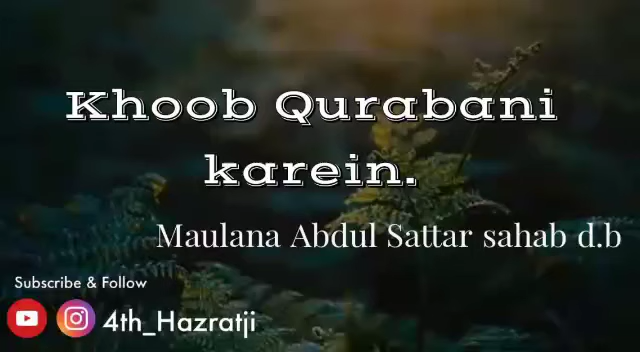 Khoob Qurabani
karein.
Maulana Abdul Sattar sahab d.b
Subscribe & Follow
4th_Hazratji